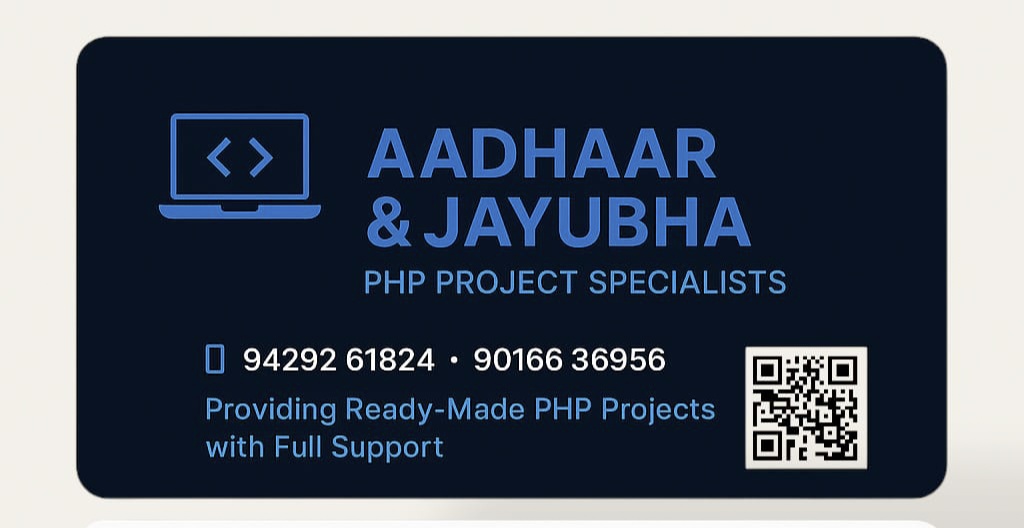 AADHAAR
& JAYUBHA
PHP PROJECT SPECIALISTS
94292 61824 • 90166 36956
Providing Ready-Made PHP Projects
with Full Support